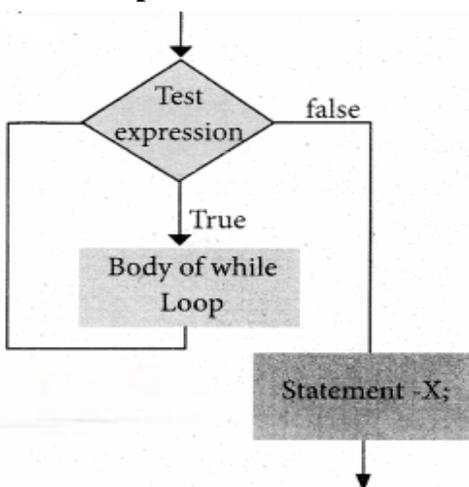 Test
expression
false
True
Body of while
Loop
Statement -X;